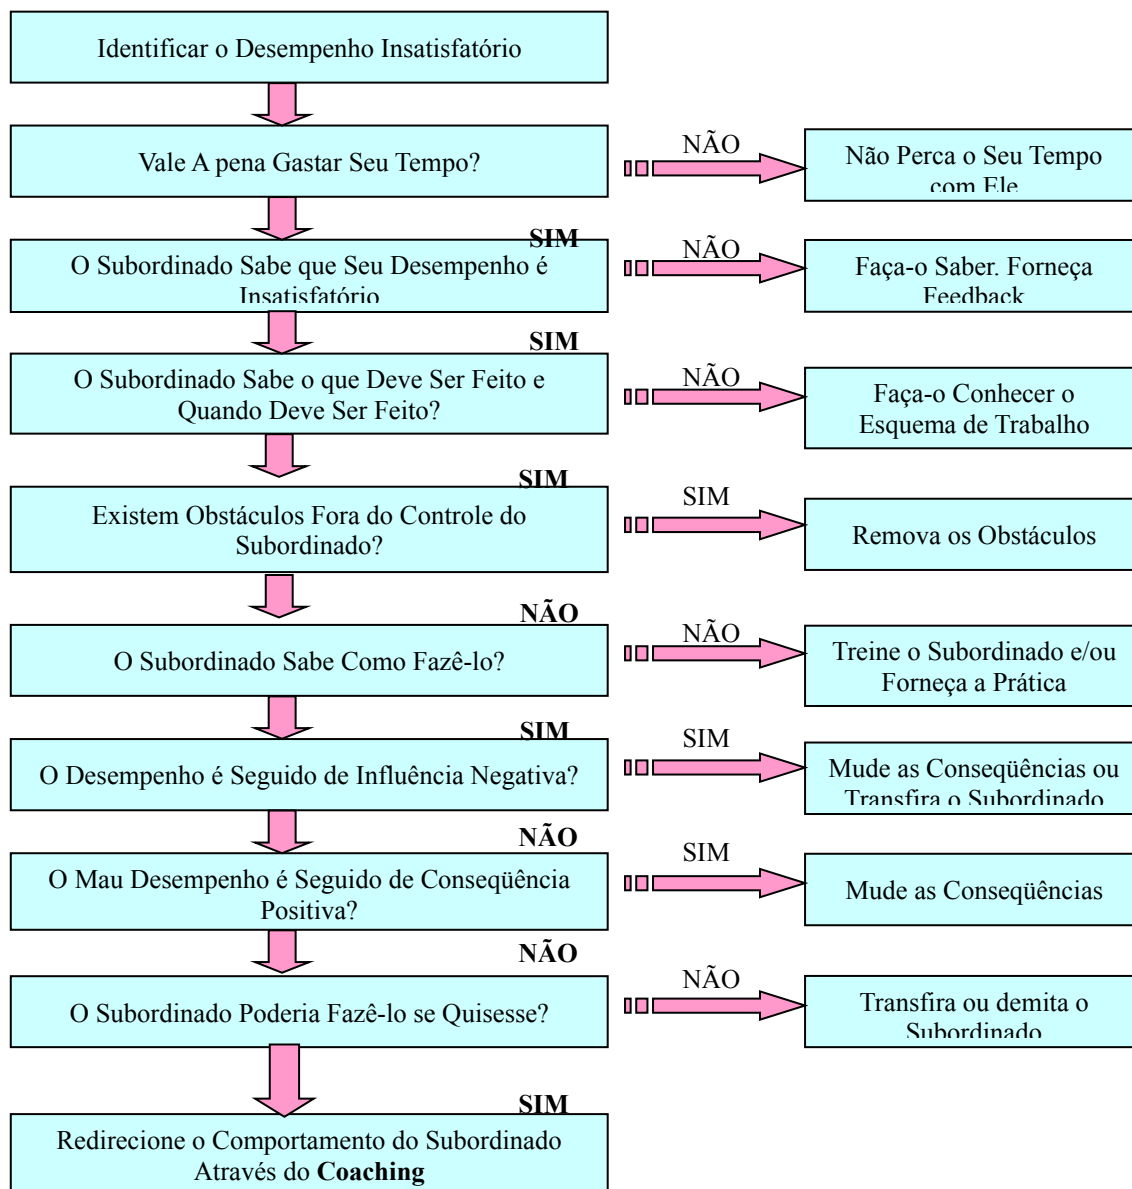 Identificar o Desempenho Insatisfatório
Vale A pena Gastar Seu Tempo?
NÃO
Não Perca o Seu Tempo
com Ele
SIM
O Subordinado Sabe que Seu Desempenho é
Insatisfatório
NÃO
Faça-o Saber. Forneça
Feedback
SIM
O Subordinado Sabe o que Deve Ser Feito e
Quando Deve Ser Feito?
NÃO
Faça-o Conhecer o
Esquema de Trabalho
SIM
Existem Obstáculos Fora do Controle do
Subordinado?
SIM
Remova os Obstáculos
NÃO
O Subordinado Sabe Como Fazê-lo?
NÃO
Treine o Subordinado e/ou
Forneça a Prática
SIM
O Desempenho é Seguido de Influência Negativa?
SIM
Mude as Conseqüências ou
Transfira o Subordinado
NÃO
O Mau Desempenho é Seguido de Conseqüência
Positiva?
SIM
Mude as Conseqüências
NÃO
O Subordinado Poderia Fazê-lo se Quisesse?
NÃO
Transfira ou demita o
Subordinado
SIM
Redirecione o Comportamento do Subordinado
Através do Coaching